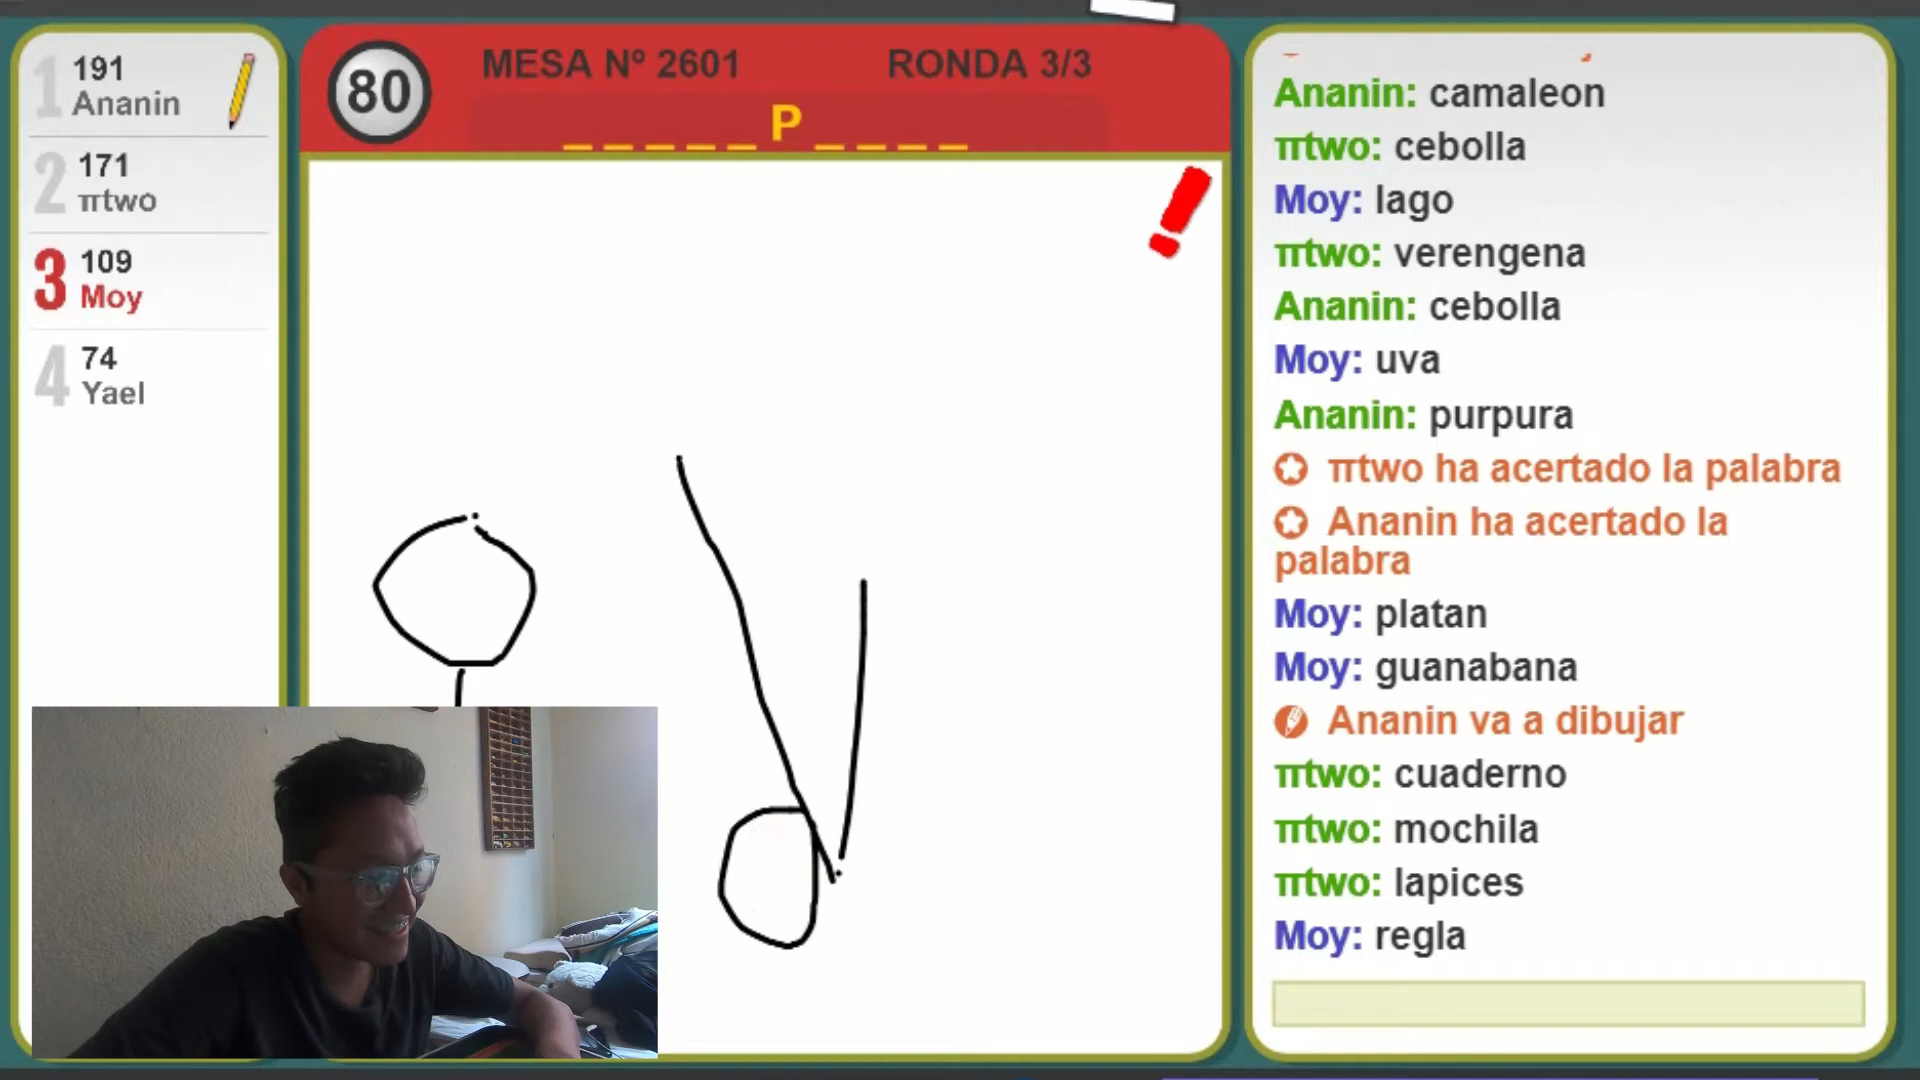 1 191
Ananin
2 171
πtwo
3 109
Moy
4 74
Yael
80
MESA Nº 2601
RONDA 3/3
_ _ _ _ _ P _ _ _ _
!
Ananin: camaleon
πtwo: cebolla
Moy: lago
πtwo: verengena
Ananin: cebolla
Moy: uva
Ananin: purpura
πtwo ha acertado la palabra
Ananin ha acertado la
palabra
Moy: platan
Moy: guanabana
Ananin va a dibujar
πtwo: cuaderno
πtwo: mochila
πtwo: lapices
Moy: regla